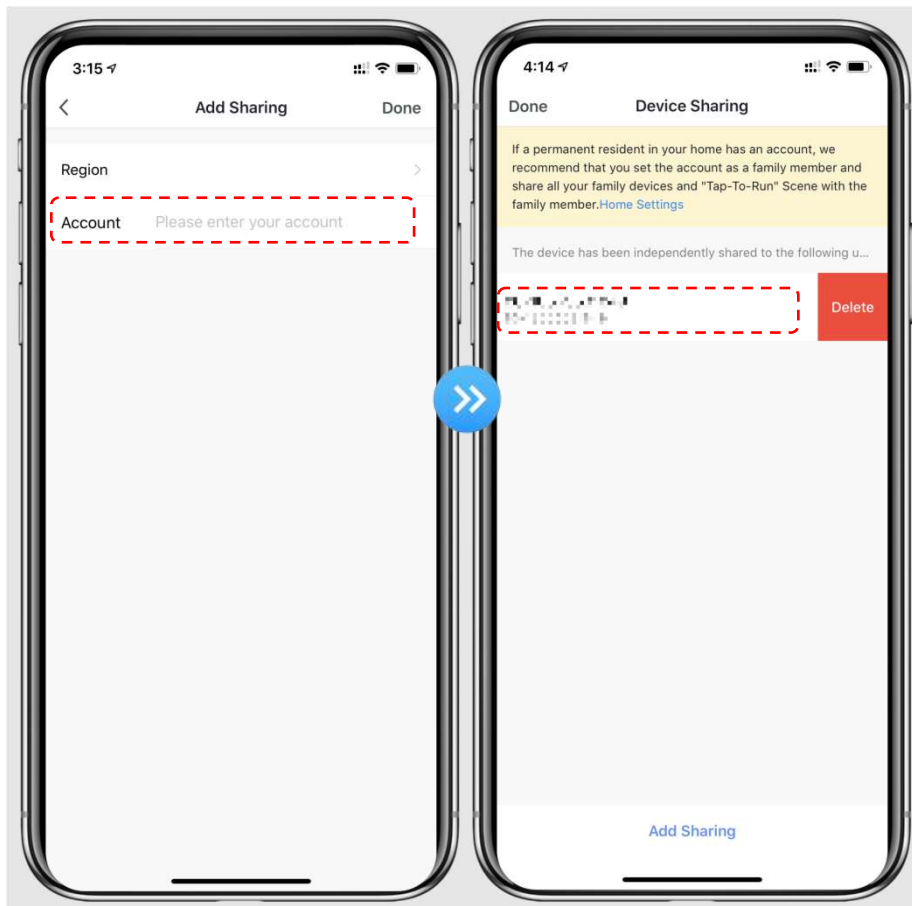 3:15
Add Sharing
Done
Region
Account Please enter your account
4:14
Done
Device Sharing
If a permanent resident in your home has an account, we
recommend that you set the account as a family member and
share all your family devices and "Tap-To-Run" Scene with the
family member.Home Settings
The device has been independently shared to the following u...
Delete
Add Sharing